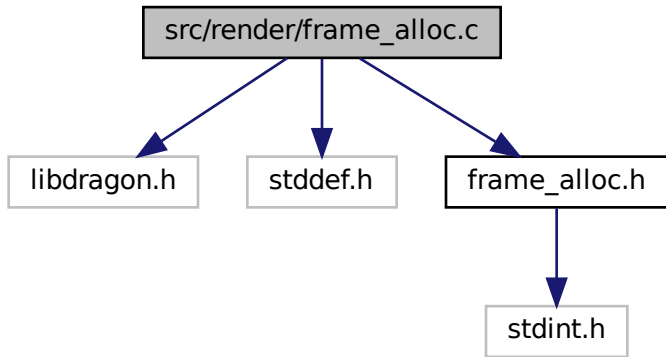 src/render/frame_alloc.c
libdragon.h
stddef.h
frame_alloc.h
stdint.h